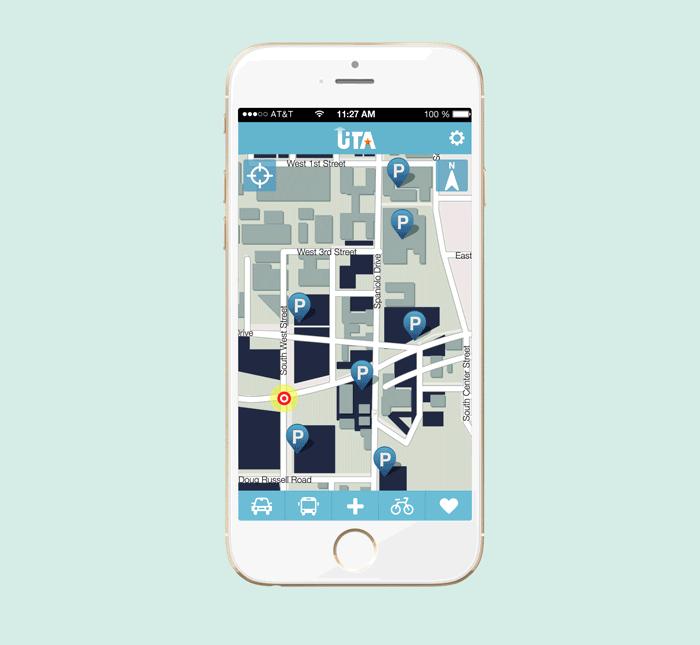 AT&T 11:27 AM 100 %
UTA
West 1st Street
S
N
P
P
West 3rd Street
East
Spaniolo Drive
P
South West Street
P
Drive
P
South Center Street
P
P
Doug Russell Road